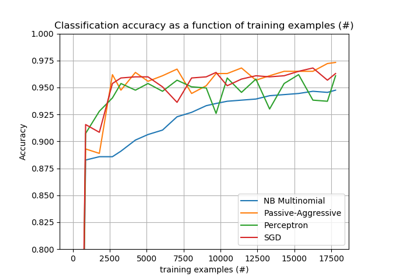 Classification accuracy as a function of training examples (#)
1.000
0.975
0.950
0.925
0.900
0.875
0.850
0.825
0.800
Accuracy
NB Multinomial
Passive-Aggressive
Perceptron
SGD
0 2500 5000 7500 10000 12500 15000 17500
training examples (#)